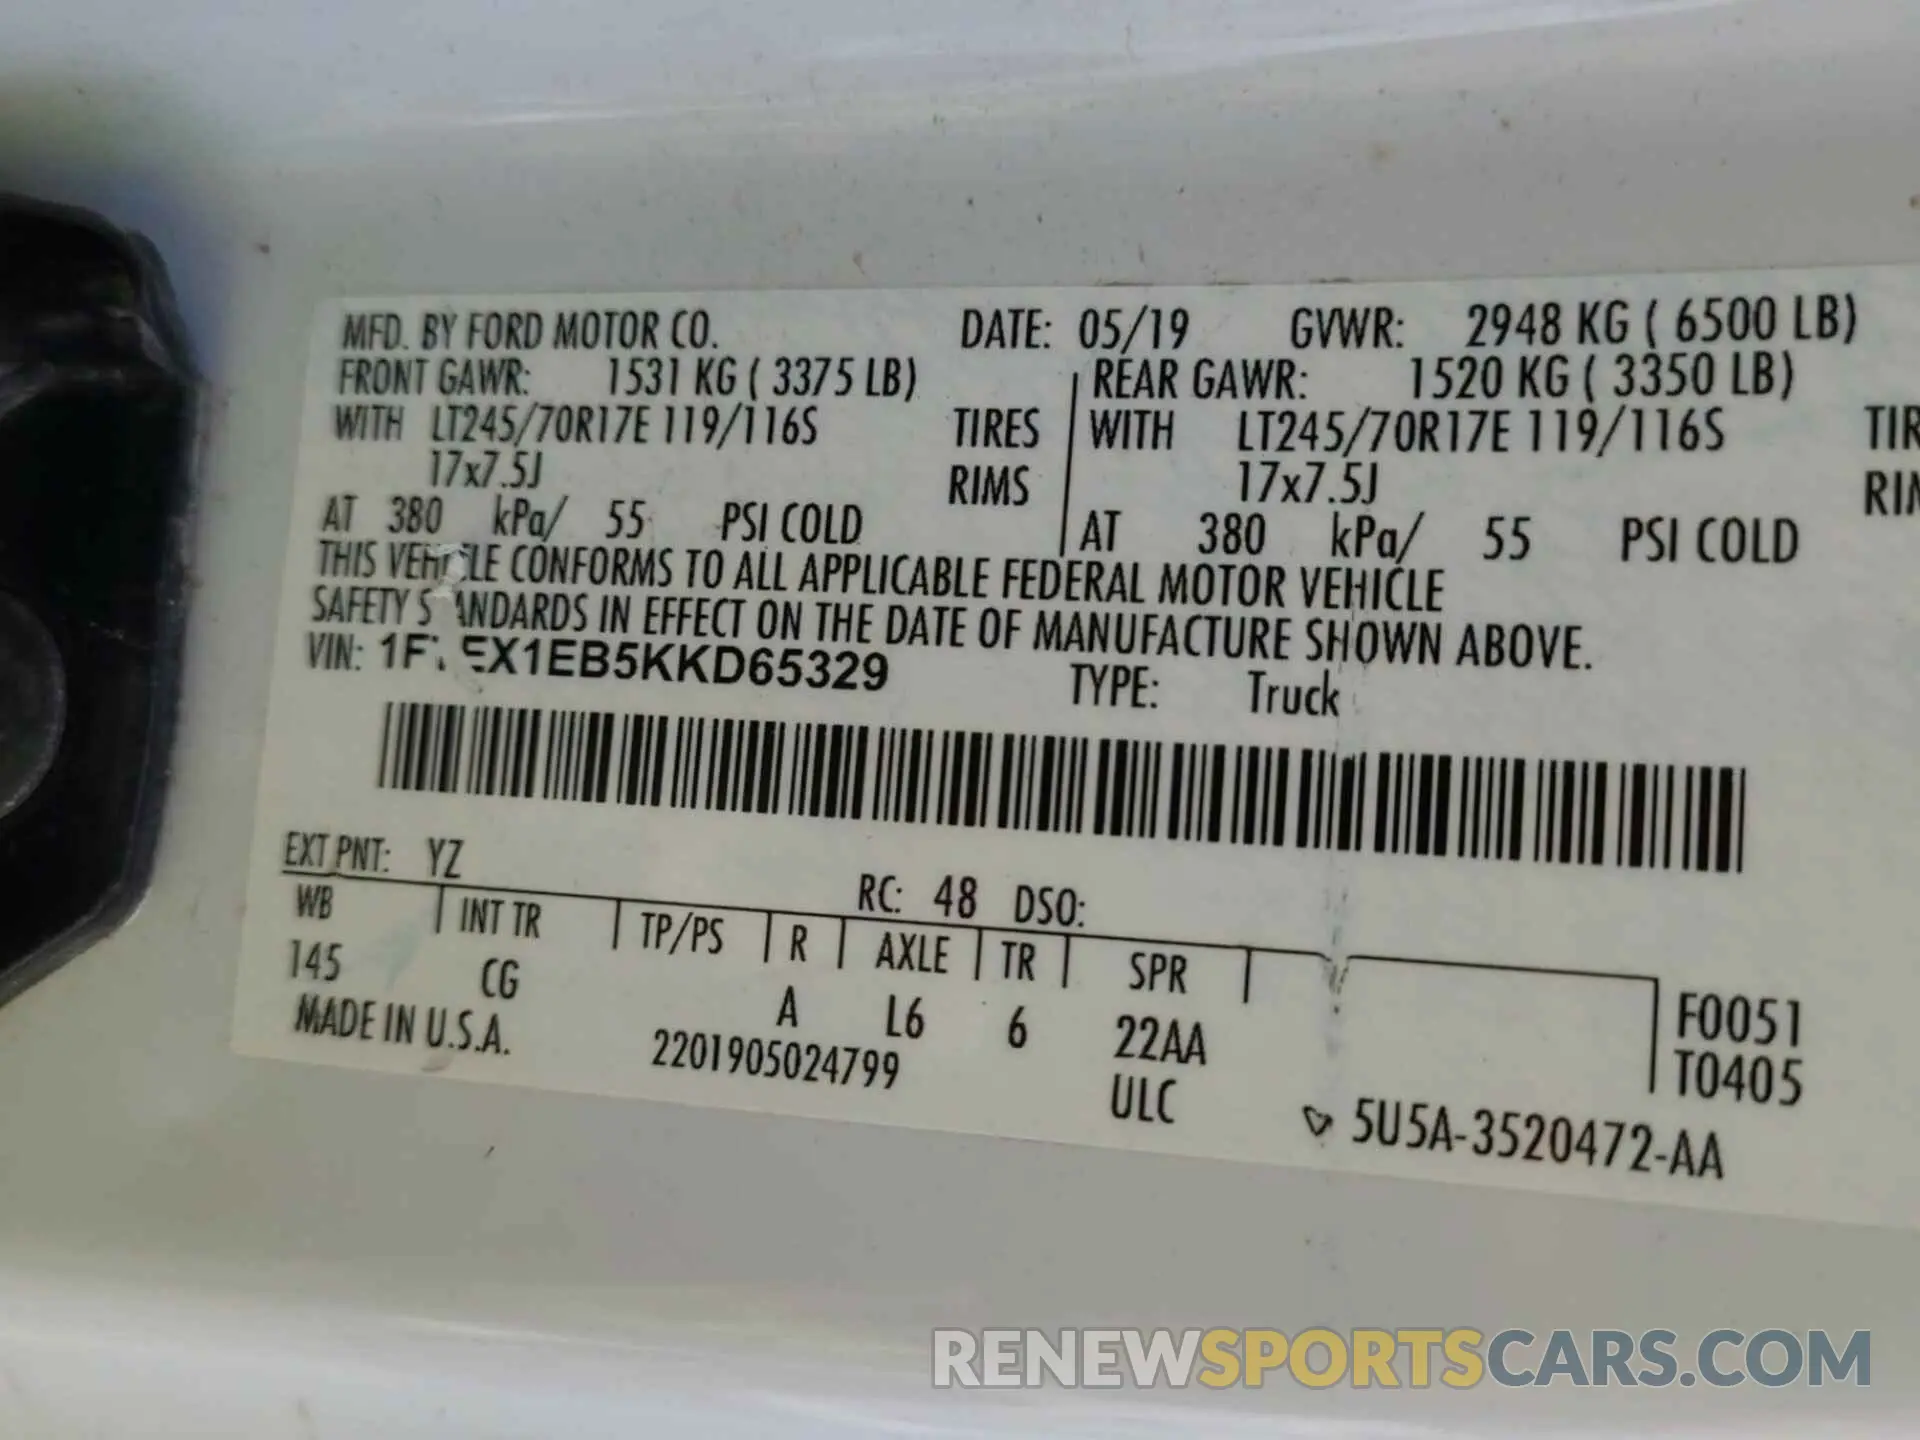 MFD. BY FORD MOTOR CO. DATE: 05/19 GVWR: 2948 KG ( 6500 LB)
FRONT GAWR: 1531 KG ( 3375 LB) REAR GAWR: 1520 KG ( 3350 LB)
WITH LT245/70R17E 119/116S TIRES WITH LT245/70R17E 119/116S TIR
17x7.5J RIMS 17x7.5J RIM
AT 380 kPa/ 55 PSI COLD AT 380 kPa/ 55 PSI COLD
THIS CONFORMS TO ALL APPLICABLE FEDERAL MOTOR VEHICLE
SAFETY IN EFFECT ON THE DATE OF MANUFACTURE SHOWN ABOVE.
VIN: TYPE: Truck
EXT PNT: YZ RC: 48 DSO:
WB INT TR TP/PS R AXLE TR SPR
145 CG A L6 6 22AA F0051
MADE IN U.S.A. 2201905024799 ULC T0405
5U5A-3520472-AA
RENEWSPORTSCARS.COM